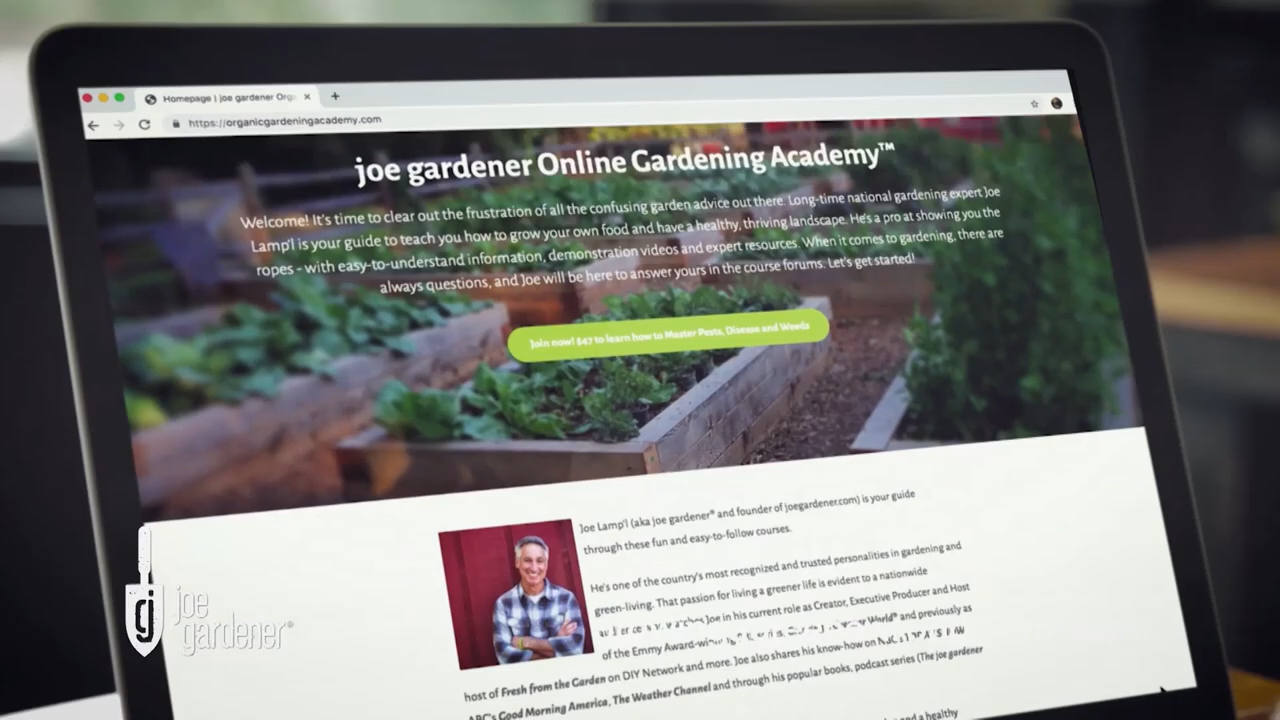 Homepage | joe gardener Orga
https://organicgardeningacademy.com
joe gardener Online Gardening Academy™
Welcome! It's time to clear out the frustration of all the confusing garden advice out there. Long-time national gardening expert Joe
Lamp'l is your guide to teach you how to grow your own food and have a healthy, thriving landscape. He's a pro at showing you the
ropes - with easy-to-understand information, demonstration videos and expert resources. When it comes to gardening, there are
always questions, and Joe will be here to answer yours in the course forums. Let's get started!
Join now! $47 to learn how to Master Pests, Disease and Weeds
Joe Lamp'l (aka joe gardener® and founder of joegardener.com) is your guide
through these fun and easy-to-follow courses.
He's one of the country's most recognized and trusted personalities in gardening and
green-living. That passion for living a greener life is evident to a nationwide
Joe in his current role as Creator, Executive Producer and Host
of the Emmy Award- World® and previously as
host of Fresh from the Garden on DIY Network and more. Joe also shares his know-how on
ABC's Good Morning America, The Weather Channel and through his popular books, podcast series (The joe gardener
and a healthy
gj
joe
gardener®